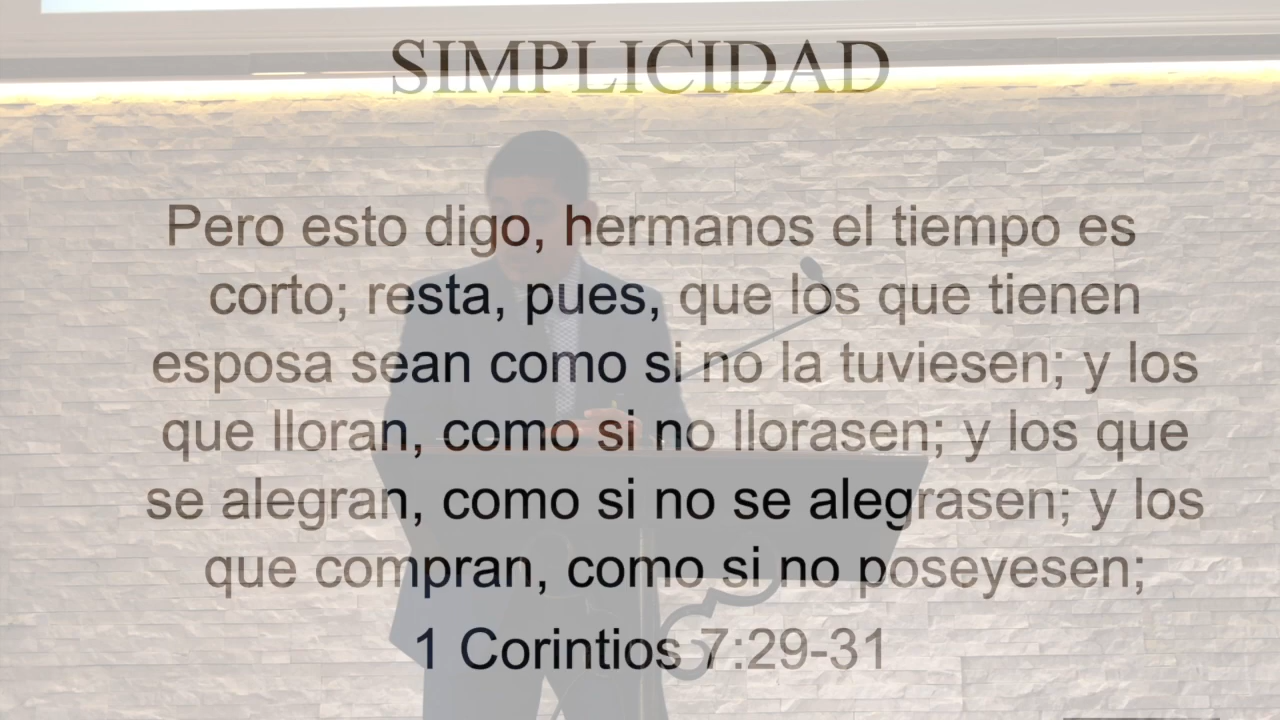 SIMPLICIDAD
Pero esto digo, hermanos el tiempo es
corto; resta, pues, que los que tienen
esposa sean como si no la tuviesen; y los
que lloran, como si no llorasen; y los que
se alegran, como si no se alegrasen; y los
que compran, como si no poseyesen;
1 Corintios 7:29-31